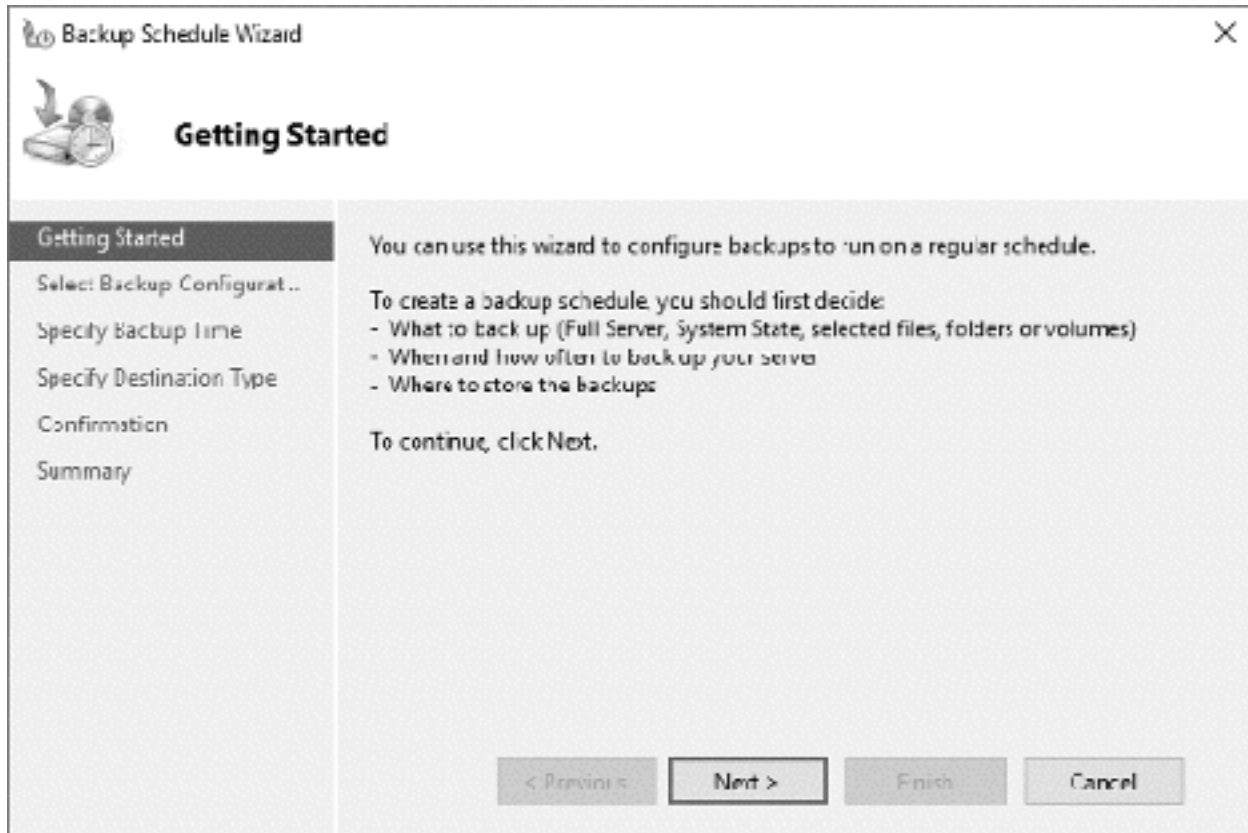 Backup Schedule Wizard
Getting Started
Getting Started
Select Backup Configurat...
Specify Backup Time
Specify Destination Type
Confirmation
Summary
You can use this wizard to configure backups to run on a regular schedule.
To create a backup schedule, you should first decide:
- What to back up (Full Server, System State, selected files, folders or volumes)
- When and how often to back up your server
- Where to store the backups
To continue, click Next.
< Previous
Next >
Finish
Cancel